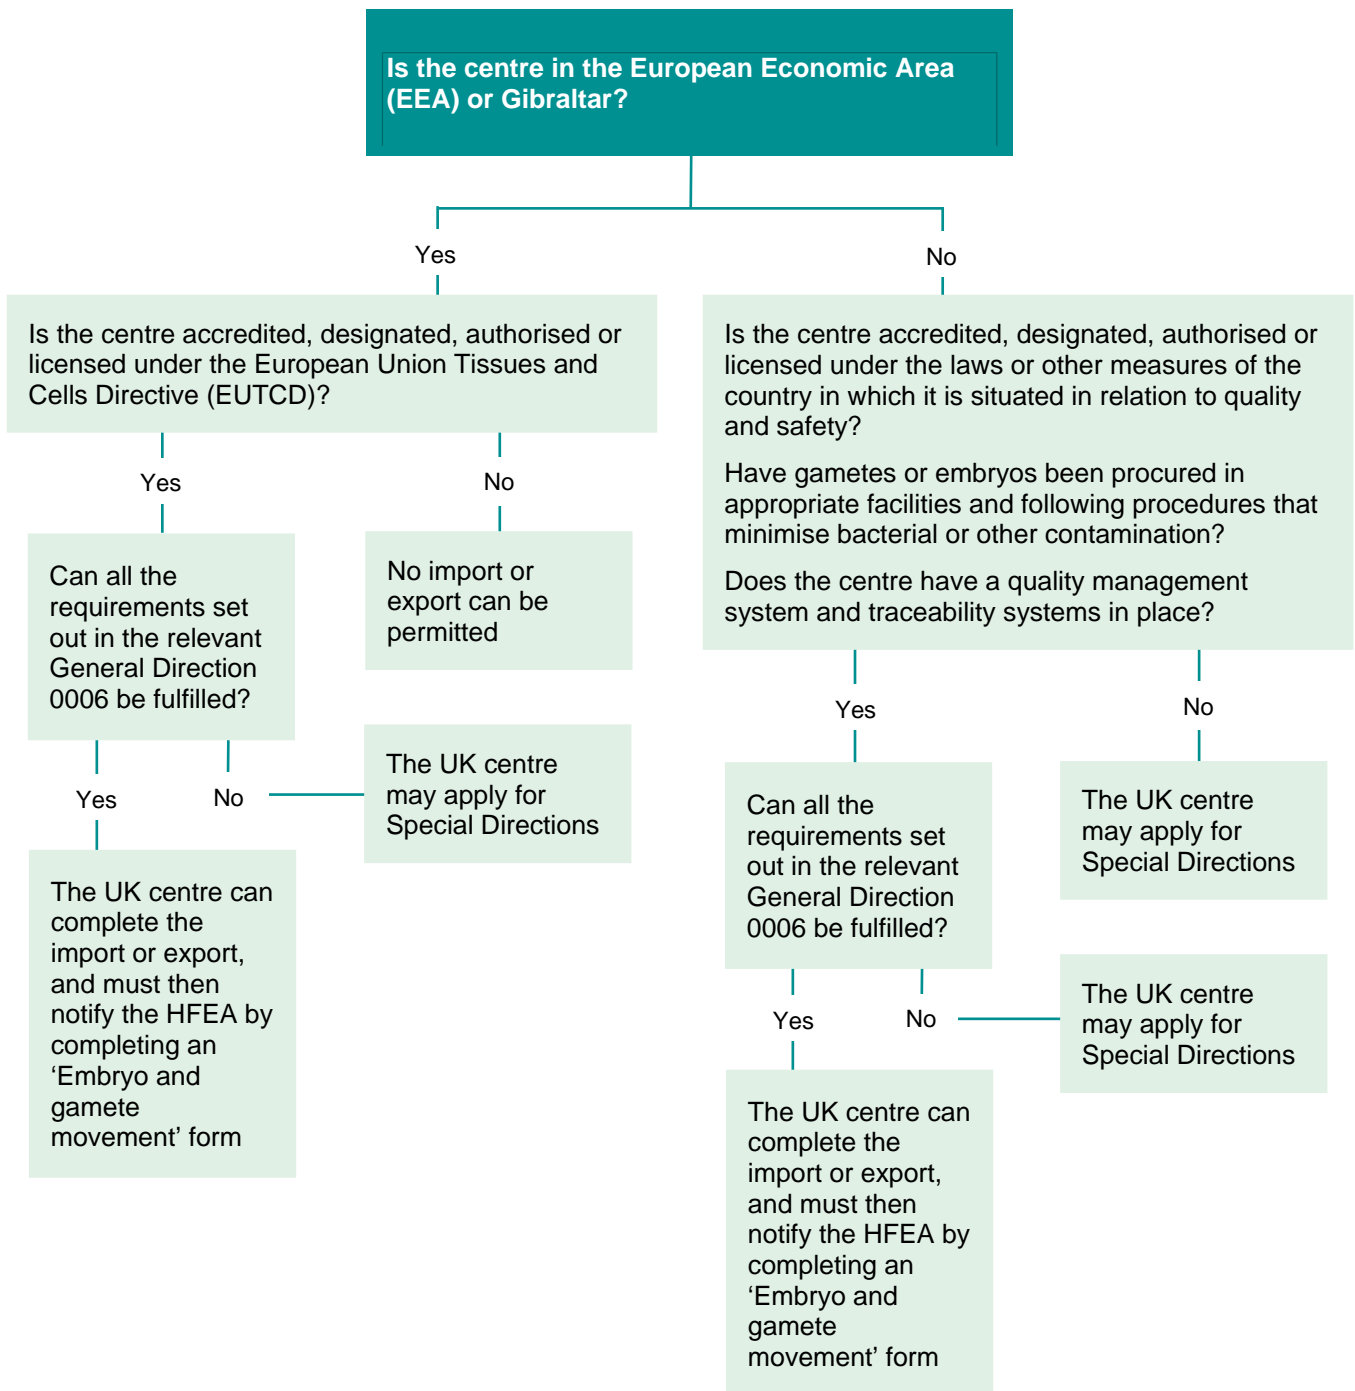 Is the centre in the European Economic Area
(EEA) or Gibraltar?
Yes
No
Is the centre accredited, designated, authorised or
licensed under the European Union Tissues and
Cells Directive (EUTCD)?
Yes
No
Can all the
requirements set
out in the relevant
General Direction
0006 be fulfilled?
No import or
export can be
permitted
Yes
No
The UK centre
may apply for
Special Directions
The UK centre can
complete the
import or export,
and must then
notify the HFEA by
completing an
‘Embryo and
gamete
movement’ form
Is the centre accredited, designated, authorised or
licensed under the laws or other measures of the
country in which it is situated in relation to quality
and safety?
Have gametes or embryos been procured in
appropriate facilities and following procedures that
minimise bacterial or other contamination?
Does the centre have a quality management
system and traceability systems in place?
Yes
No
Can all the
requirements set
out in the relevant
General Direction
0006 be fulfilled?
The UK centre
may apply for
Special Directions
Yes
No
The UK centre
may apply for
Special Directions
The UK centre can
complete the
import or export,
and must then
notify the HFEA by
completing an
‘Embryo and
gamete
movement’ form